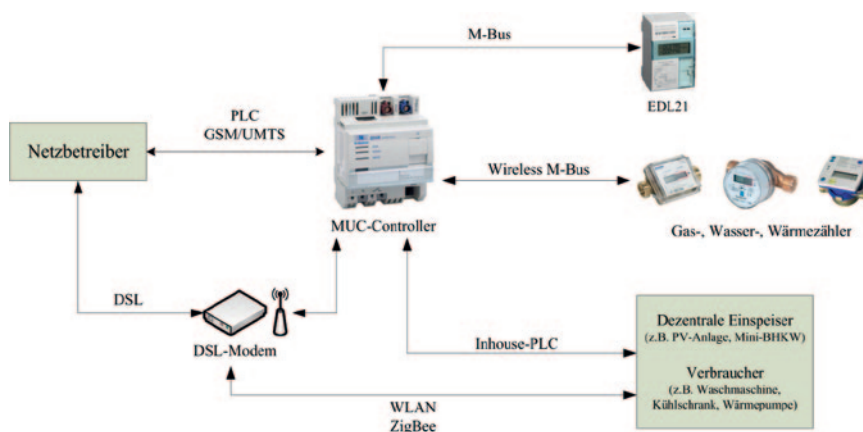 M-Bus
EDL21
PLC
GSM/UMTS
Netzbetreiber
Wireless M-Bus
MUC-Controller
Gas-, Wasser-, Wärmezähler
DSL
DSL-Modem
Inhouse-PLC
Dezentrale Einspeiser
(z.B. PV-Anlage, Mini-BHKW)
Verbraucher
(z.B. Waschmaschine,
Kühlschrank, Wärmepumpe)
WLAN
ZigBee